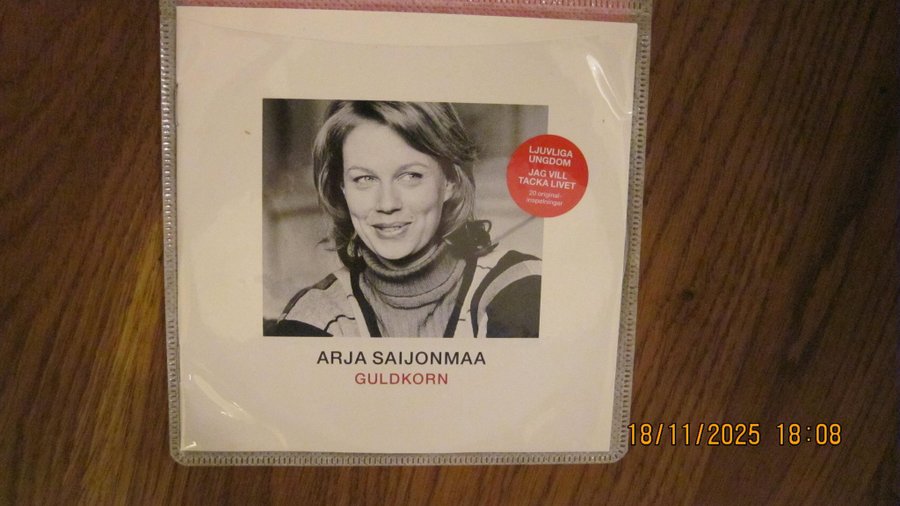 LJUVLIGA
UNGDOM
JAG VILL
TACKA LIVET
20 original-
inspelningar
ARJA SAIJONMAA
GULDKORN
18/11/2025 18:08